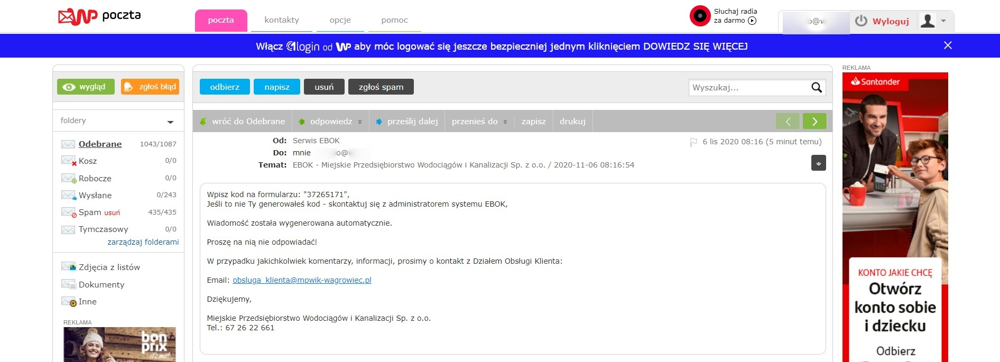 WP poczta
poczta
kontakty
opcje
pomoc
Słuchaj radia
za darmo
o@w
Wyloguj
Włącz 1login od WP aby móc logować się jeszcze bezpieczniej jednym kliknięciem DOWIEDZ SIĘ WIĘCEJ
wygląd
zgłoś błąd
foldery
Odebrane 1043/1087
Kosz 0/0
Robocze 0/0
Wysłane 0/243
Spam usuń 435/435
Tymczasowy 0/0
zarządzaj folderami
Zdjęcia z listów
Dokumenty
Inne
REKLAMA
bon
prix
it's me!
odbierz
napisz
usuń
zgłoś spam
Wyszukaj...
wróć do Odebrane
odpowiedz
prześlij dalej
przenieś do
zapisz
drukuj
Od: Serwis EBOK
6 lis 2020 08:16 (5 minut temu)
Do: mnie o@w
Temat: EBOK - Miejskie Przedsiębiorstwo Wodociągów i Kanalizacji Sp. z o.o. / 2020-11-06 08:16:54
Wpisz kod na formularzu: "37265171",
Jeśli to nie Ty generowałeś kod - skontaktuj się z administratorem systemu EBOK,
Wiadomość została wygenerowana automatycznie.
Proszę na nią nie odpowiadać!
W przypadku jakichkolwiek komentarzy, informacji, prosimy o kontakt z Działem Obsługi Klienta:
Email: obsluga_klienta@mpwik-wagrowiec.pl
Dziękujemy,
Miejskie Przedsiębiorstwo Wodociągów i Kanalizacji Sp. z o.o.
Tel.: 67 26 22 661
REKLAMA
Santander
KONTO JAKIE CHCĘ
Otwórz
konto sobie
i dziecku
Odbierz